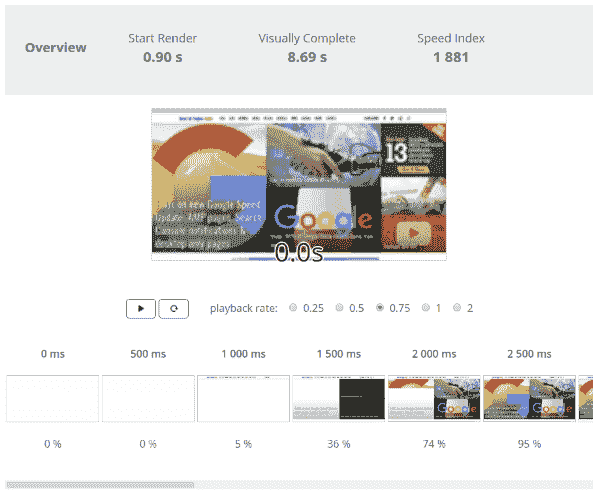 Overview
Start Render
0.90 s
Visually Complete
8.69 s
Speed Index
1 881
13
Google
0.0s
playback rate: 0.25 0.5 0.75 1 2
0 ms 500 ms 1 000 ms 1 500 ms 2 000 ms 2 500 ms
Google Google
0 % 0 % 5 % 36 % 74 % 95 %